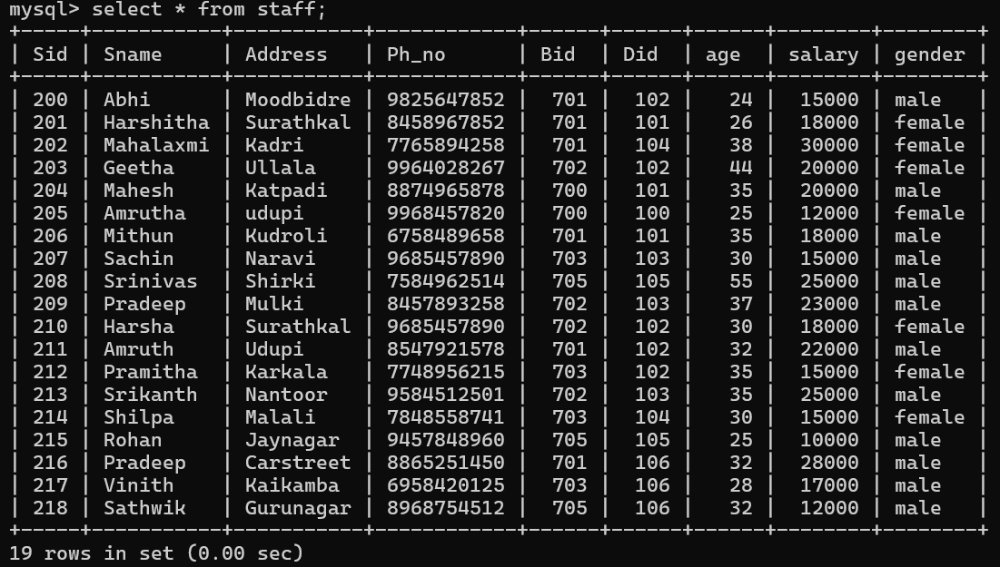 mysql> select * from staff;
+-----+-----------+----------+------------+------+------+------+--------+--------+
| Sid | Sname     | Address   | Ph_no      | Bid  | Did  | age  | salary | gender |
+-----+-----------+----------+------------+------+------+------+--------+--------+
| 200 | Abhi      | Moodbidre | 9825647852 |  701 |  102 |   24 |  15000 | male   |
| 201 | Harshitha | Surathkal | 8458967852 |  701 |  101 |   26 |  18000 | female |
| 202 | Mahalaxmi | Kadri     | 7765894258 |  701 |  104 |   38 |  30000 | female |
| 203 | Geetha    | Ullala    | 9964028267 |  702 |  102 |   44 |  20000 | female |
| 204 | Mahesh    | Katpadi   | 8874965878 |  700 |  101 |   35 |  20000 | male   |
| 205 | Amrutha   | udupi     | 9968457820 |  700 |  100 |   25 |  12000 | female |
| 206 | Mithun    | Kudroli   | 6758489658 |  701 |  101 |   35 |  18000 | male   |
| 207 | Sachin    | Naravi    | 9685457890 |  703 |  103 |   30 |  15000 | male   |
| 208 | Srinivas  | Shirki    | 7584962514 |  705 |  105 |   55 |  25000 | male   |
| 209 | Pradeep   | Mulki     | 8457893258 |  702 |  103 |   37 |  23000 | male   |
| 210 | Harsha    | Surathkal | 9685457890 |  702 |  102 |   30 |  18000 | female |
| 211 | Amruth    | Udupi     | 8547921578 |  701 |  102 |   32 |  22000 | male   |
| 212 | Pramitha  | Karkala   | 7748956215 |  703 |  102 |   35 |  15000 | female |
| 213 | Srikanth  | Nantoor   | 9584512501 |  702 |  103 |   35 |  25000 | male   |
| 214 | Shilpa    | Malali    | 7848558741 |  703 |  104 |   30 |  15000 | female |
| 215 | Rohan     | Jaynagar  | 9457848960 |  705 |  105 |   25 |  10000 | male   |
| 216 | Pradeep   | Carstreet | 8865251450 |  701 |  106 |   32 |  28000 | male   |
| 217 | Vinith    | Kaikamba  | 6958420125 |  703 |  106 |   28 |  17000 | male   |
| 218 | Sathwik   | Gurunagar | 8968754512 |  705 |  106 |   32 |  12000 | male   |
+-----+-----------+----------+------------+------+------+------+--------+--------+
19 rows in set (0.00 sec)